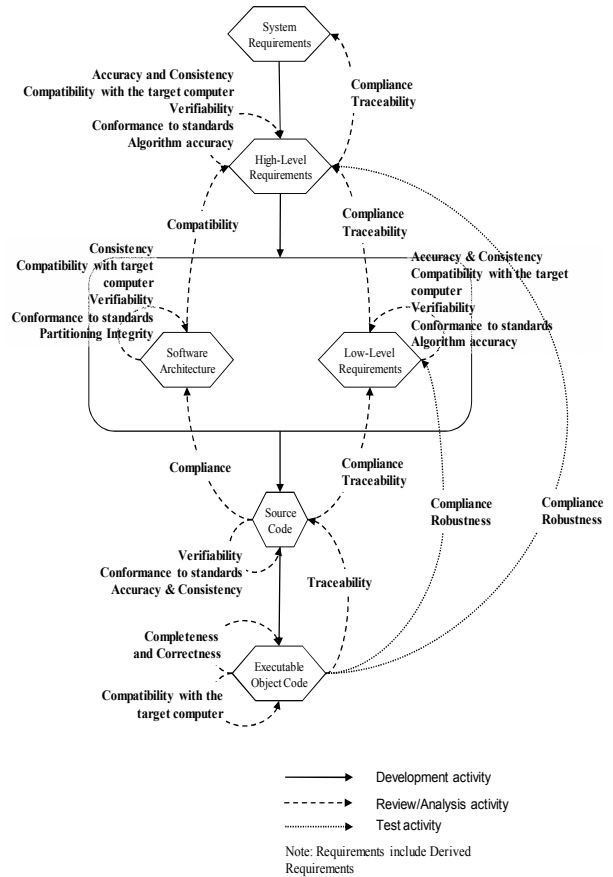 System
Requirements
Accuracy and Consistency
Compatibility with the target computer
Verifiability
Conformance to standards
Algorithm accuracy
Compliance
Traceability
High-Level
Requirements
Compatibility
Compliance
Traceability
Consistency
Compatibility with target
computer
Verifiability
Conformance to standards
Partitioning Integrity
Accuracy & Consistency
Compatibility with the target
computer
Verifiability
Conformance to standards
Algorithm accuracy
Software
Architecture
Low-Level
Requirements
Compliance
Compliance
Traceability
Source
Code
Compliance
Robustness
Compliance
Robustness
Verifiability
Conformance to standards
Accuracy & Consistency
Traceability
Completeness
and Correctness
Executable
Object Code
Compatibility with the
target computer
Development activity
Review/Analysis activity
Test activity
Note: Requirements include Derived
Requirements